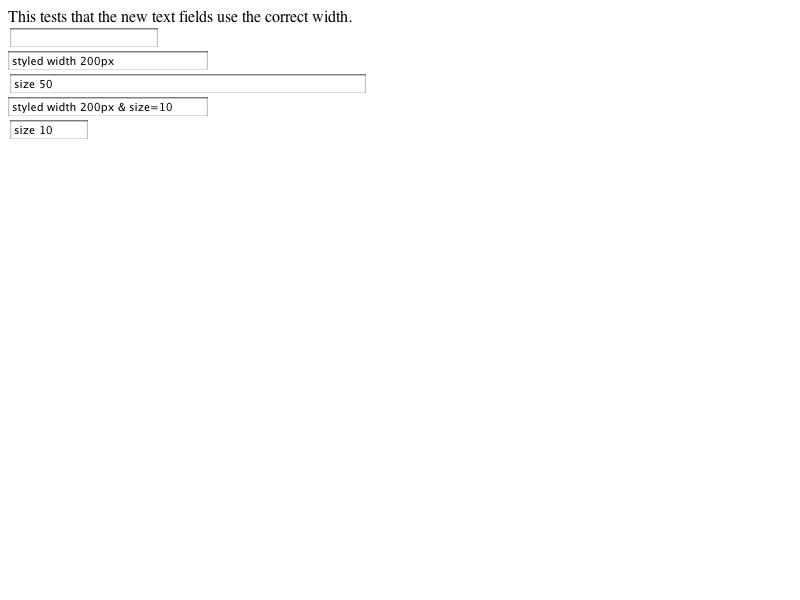 This tests that the new text fields use the correct width.
styled width 200px
size 50
styled width 200px & size=10
size 10